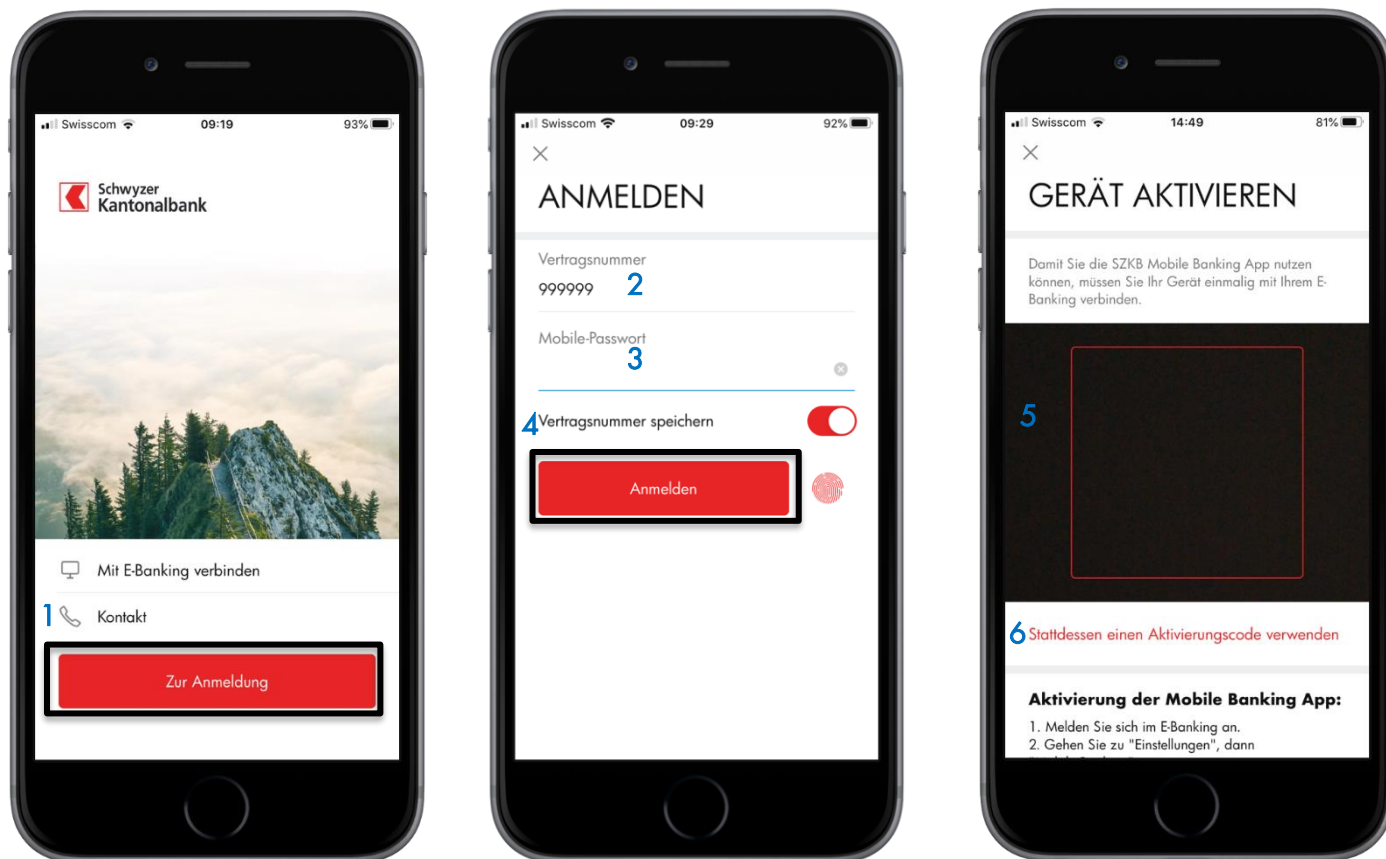 Swisscom 09:19 93%
Schwyzer
Kantonalbank
Mit E-Banking verbinden
1 Kontakt
Zur Anmeldung
Swisscom 09:29 92%
ANMELDEN
Vertragsnummer
999999 2
Mobile-Passwort
3
4 Vertragsnummer speichern
Anmelden
Swisscom 14:49 81%
GERÄT AKTIVIEREN
Damit Sie die SZKB Mobile Banking App nutzen
können, müssen Sie Ihr Gerät einmalig mit Ihrem E-
Banking verbinden.
5
6 Stattdessen einen Aktivierungscode verwenden
Aktivierung der Mobile Banking App:
1. Melden Sie sich im E-Banking an.
2. Gehen Sie zu "Einstellungen", dann